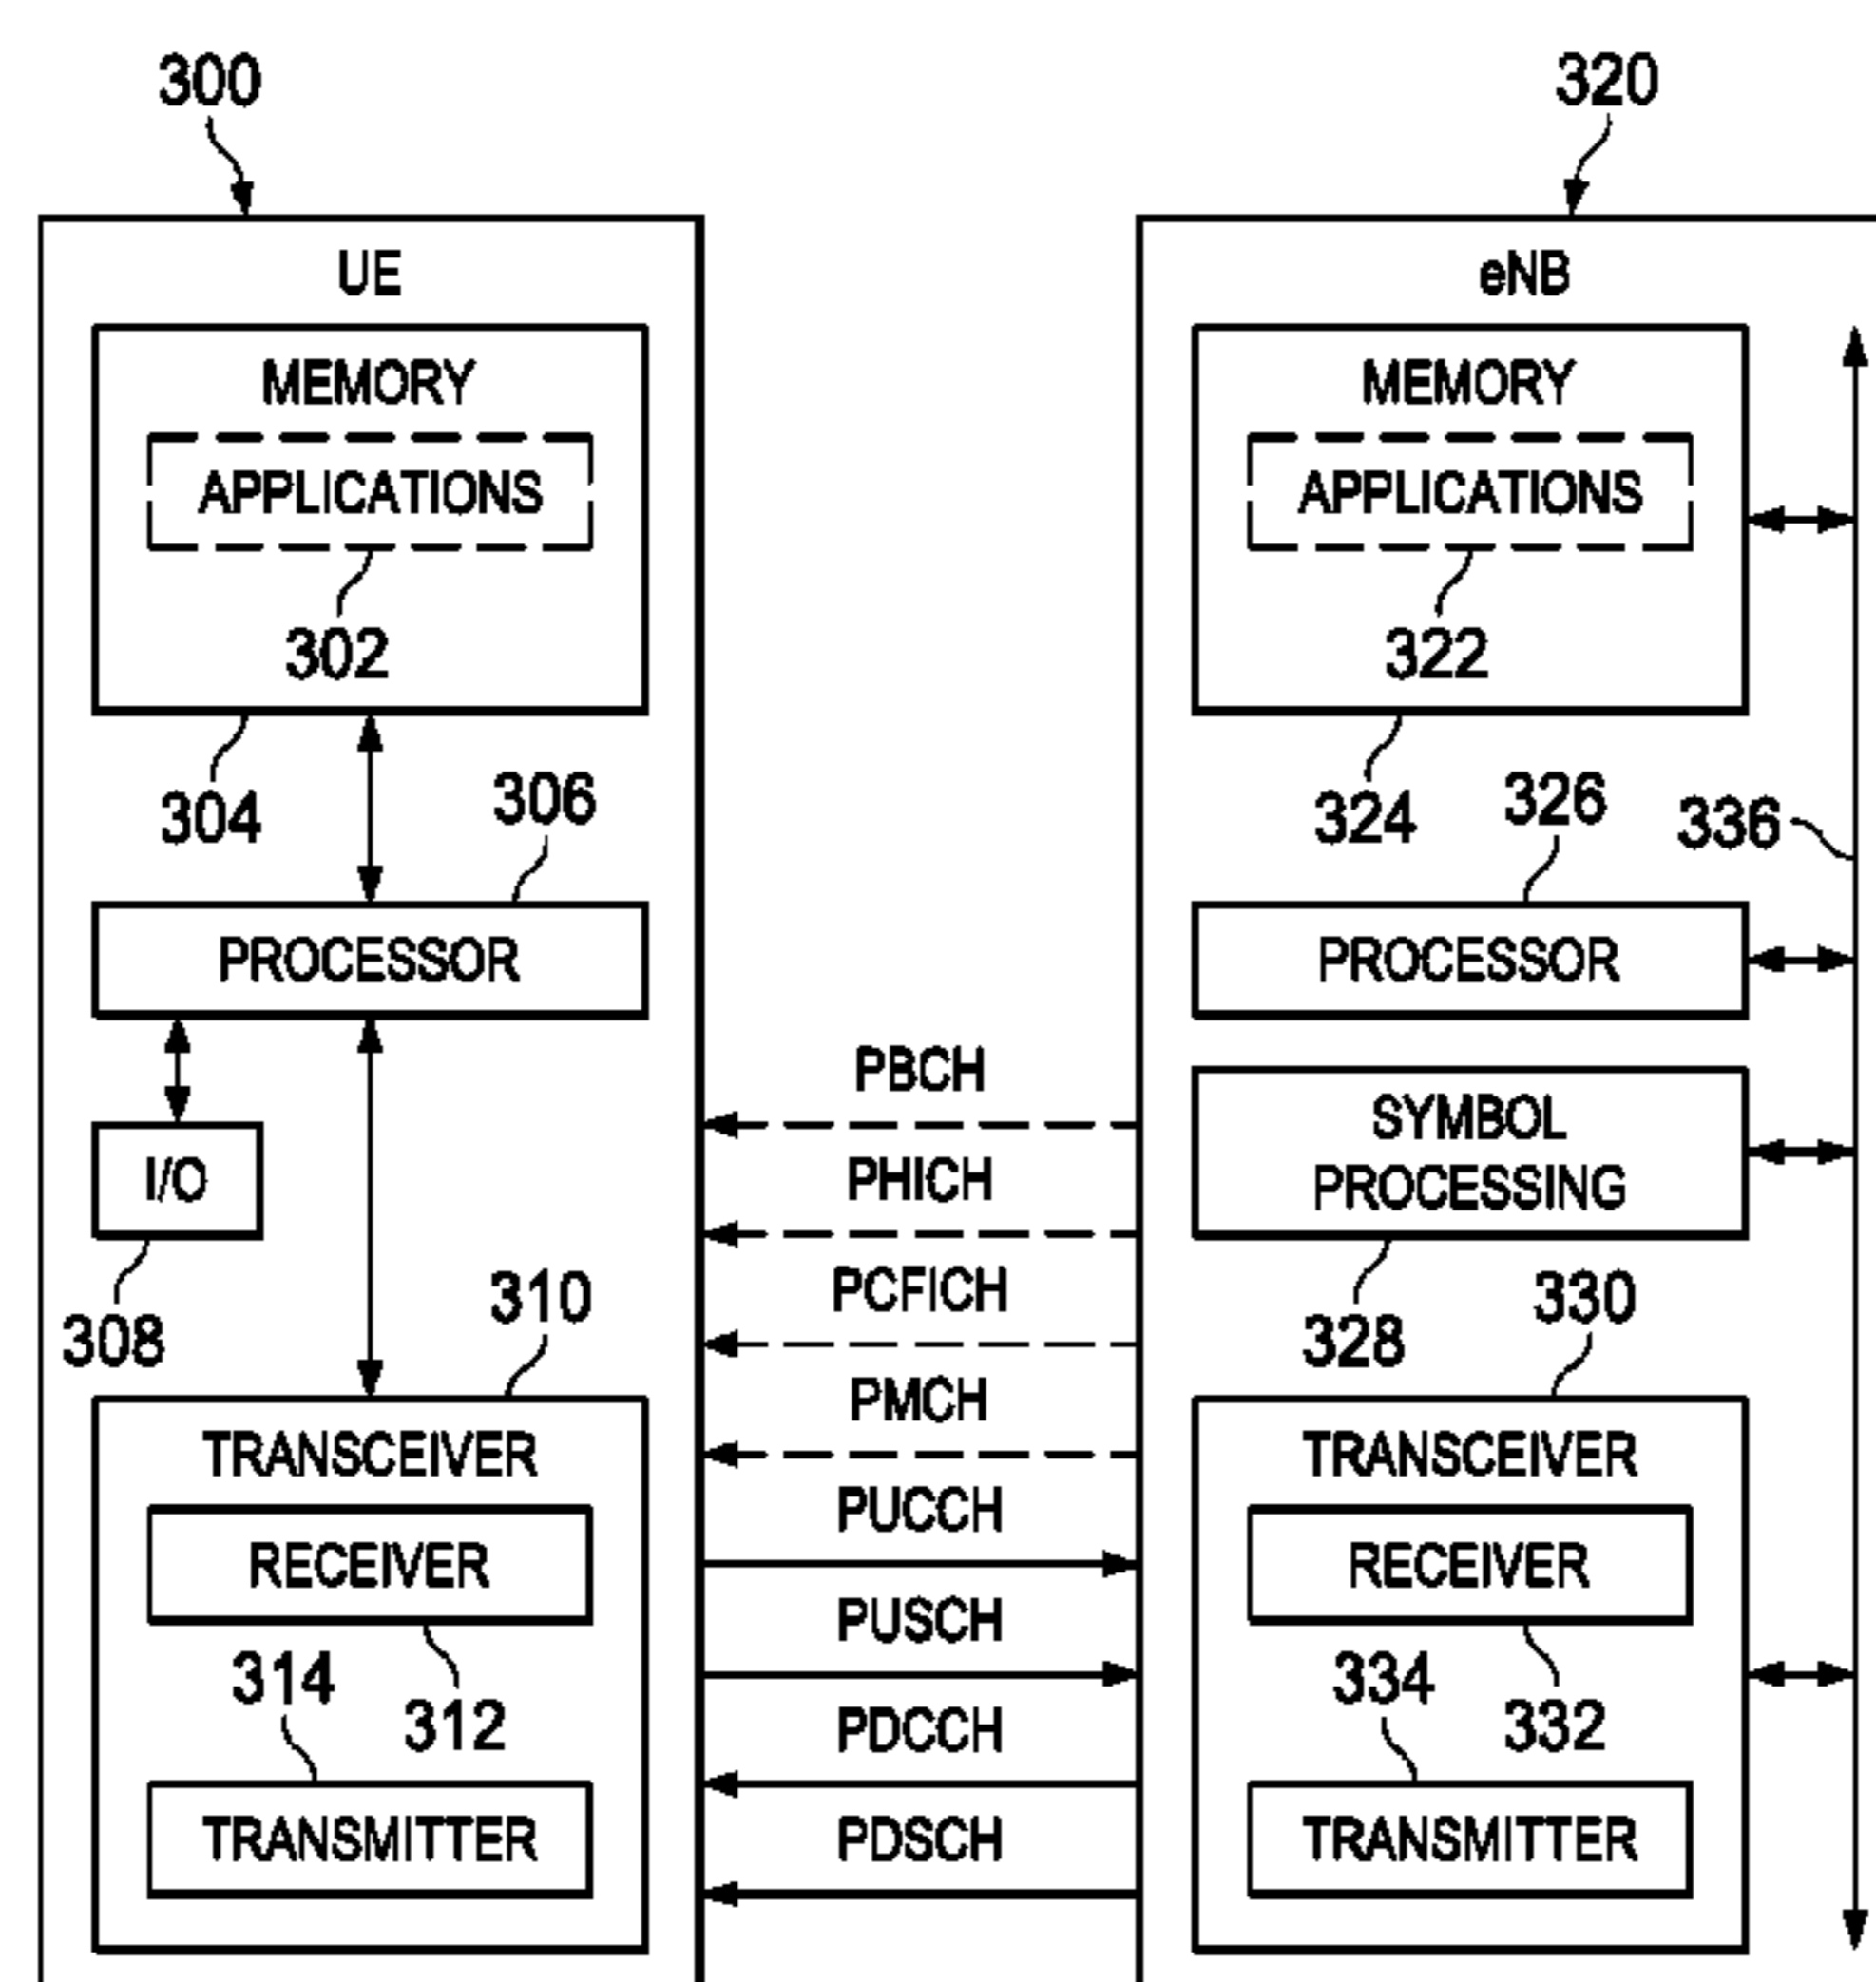 300
320
UE
eNB
MEMORY
APPLICATIONS
302
304
306
PROCESSOR
I/O
308
310
TRANSCEIVER
RECEIVER
314
312
TRANSMITTER
PBCH
PHICH
PCFICH
PMCH
PUCCH
PUSCH
PDCCH
PDSCH
MEMORY
APPLICATIONS
322
324
326
336
PROCESSOR
SYMBOL
PROCESSING
328
330
TRANSCEIVER
RECEIVER
334
332
TRANSMITTER